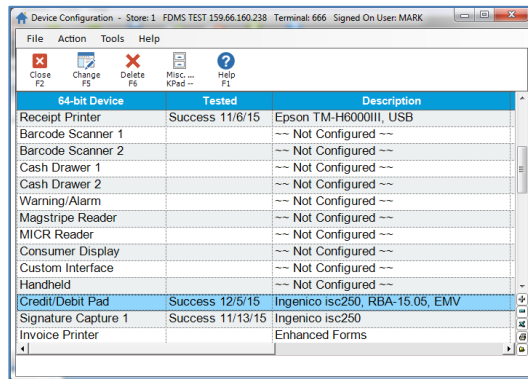 Device Configuration - Store: 1 FDMS TEST 159.66.160.238 Terminal: 666 Signed On User: MARK
File Action Tools Help
Close Change Delete Misc. ... Help
F2 F5 F6 KPad -- F1
64-bit Device Tested Description
Receipt Printer Success 11/6/15 Epson TM-H6000III, USB
Barcode Scanner 1 ~~ Not Configured ~~
Barcode Scanner 2 ~~ Not Configured ~~
Cash Drawer 1 ~~ Not Configured ~~
Cash Drawer 2 ~~ Not Configured ~~
Warning/Alarm ~~ Not Configured ~~
Magstripe Reader ~~ Not Configured ~~
MICR Reader ~~ Not Configured ~~
Consumer Display ~~ Not Configured ~~
Custom Interface ~~ Not Configured ~~
Handheld ~~ Not Configured ~~
Credit/Debit Pad Success 12/5/15 Ingenico isc250, RBA-15.05, EMV
Signature Capture 1 Success 11/13/15 Ingenico isc250
Invoice Printer Enhanced Forms